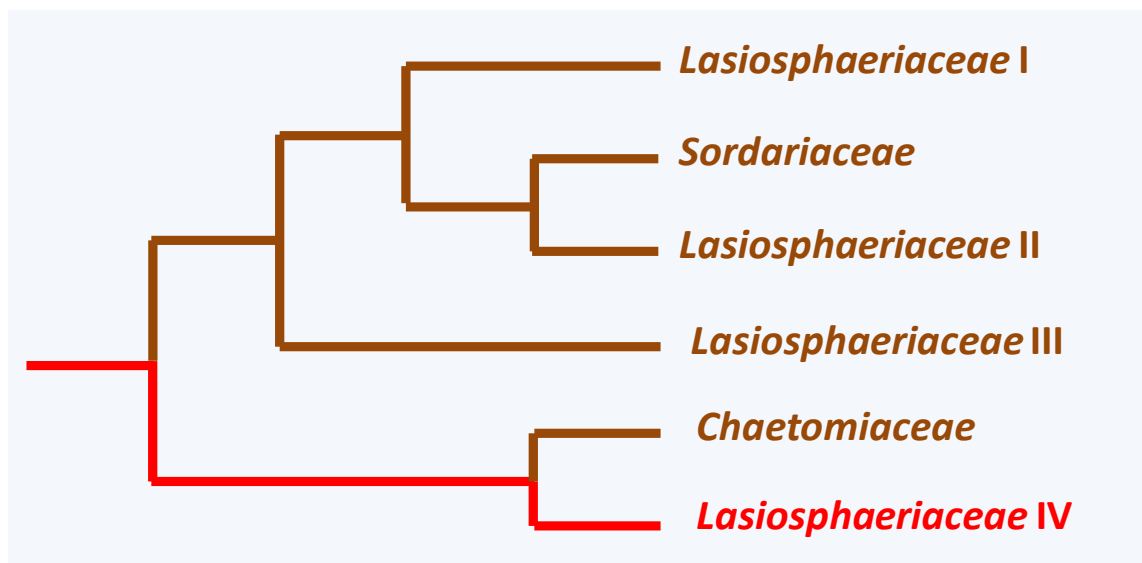 Lasiosphaeriaceae I
Sordariaceae
Lasiosphaeriaceae II
Lasiosphaeriaceae III
Chaetomiaceae
Lasiosphaeriaceae IV